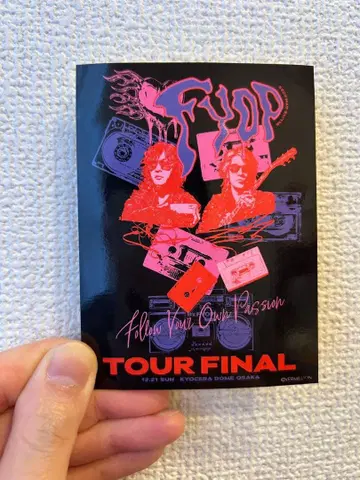 FYOP
Follow Your Own Passion
TOUR FINAL
12.21 SUN KYOCERA DOME OSAKA